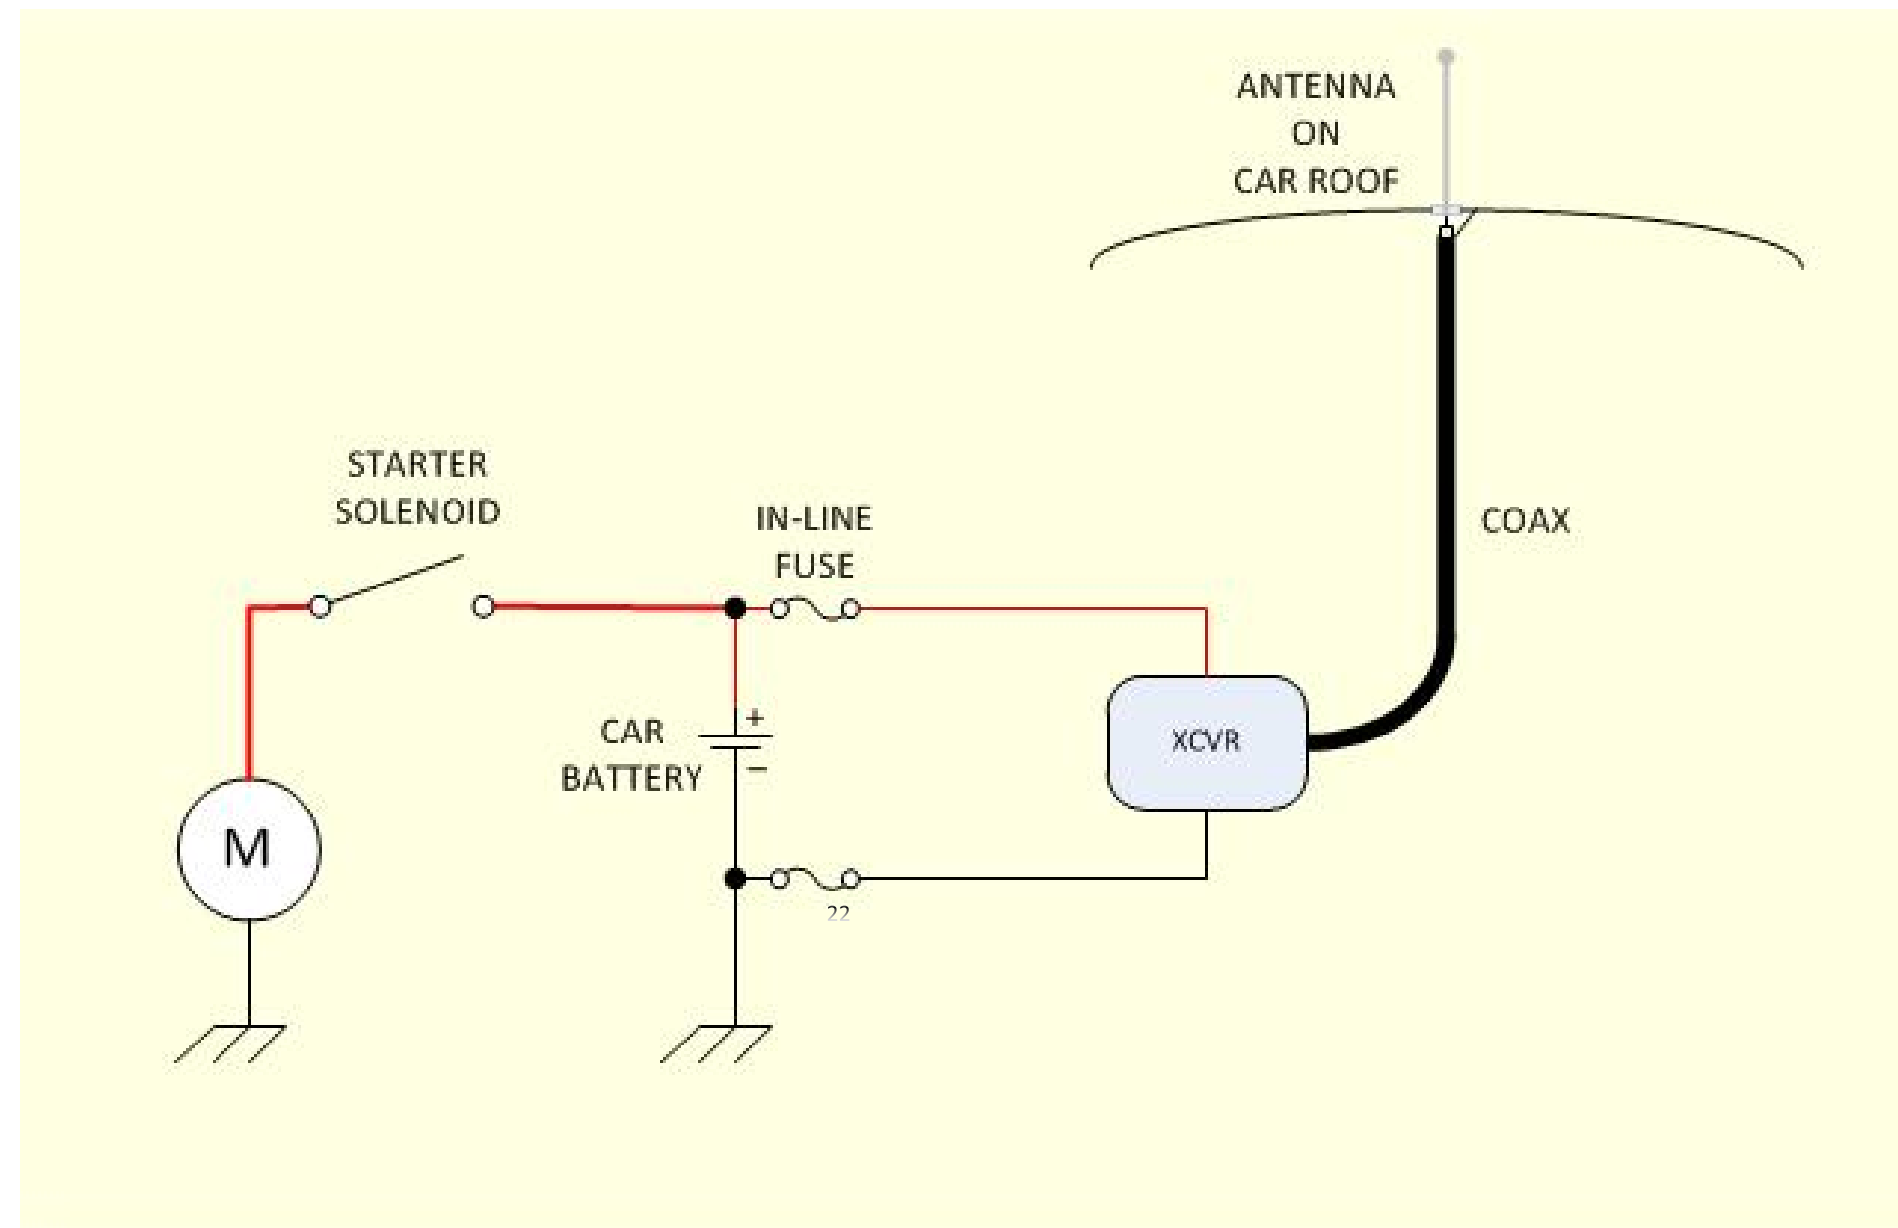 ANTENNA
ON
CAR ROOF
STARTER
SOLENOID
IN-LINE
FUSE
COAX
CAR
BATTERY
+
−
XCVR
M
22